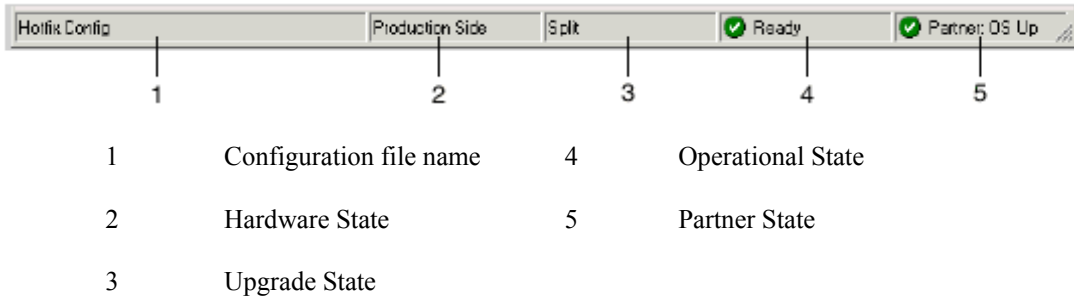 Hotfix Config Production Side Split Ready Partner: OS Up
1 2 3 4 5
1 Configuration file name 4 Operational State
2 Hardware State 5 Partner State
3 Upgrade State